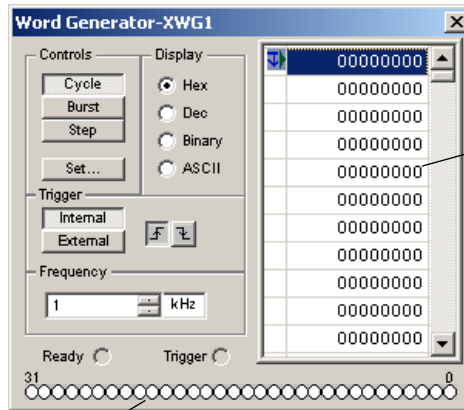 Word Generator-XWG1
Controls
Cycle
Burst
Step
Set...
Display
Hex
Dec
Binary
ASCII
Trigger
Internal
External
Frequency
1
kHz
Ready
Trigger
00000000
00000000
00000000
00000000
00000000
00000000
00000000
00000000
00000000
00000000
00000000
31
0